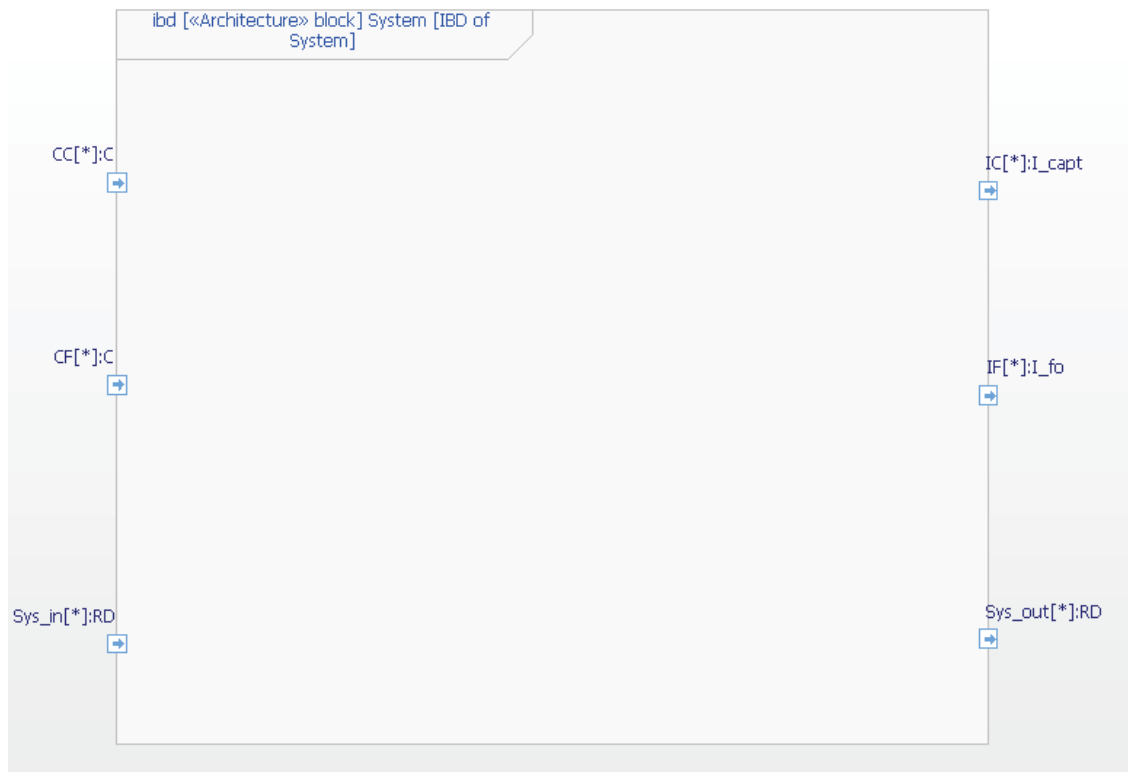 ibd [«Architecture» block] System [IBD of
System]
CC[*]:C
IC[*]:I_capt
CF[*]:C
IF[*]:I_fo
Sys_in[*]:RD
Sys_out[*]:RD